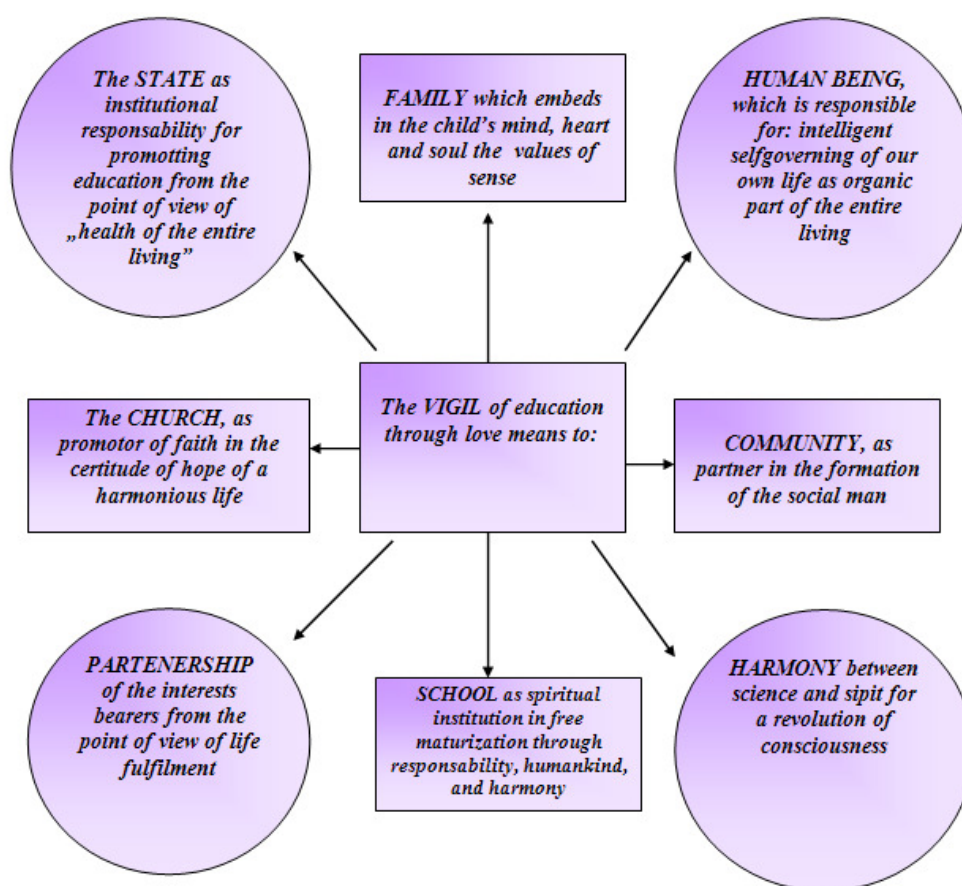 The STATE as
institutional
responsability for
promotting
education from the
point of view of
„health of the entire
living”
FAMILY which embeds
in the child's mind, heart
and soul the values of
sense
HUMAN BEING,
which is responsible
for: intelligent
selfgoverning of our
own life as organic
part of the entire
living
The CHURCH, as
promotor of faith in the
certitude of hope of a
harmonious life
The VIGIL of education
through love means to:
COMMUNITY, as
partner in the formation
of the social man
PARTENERSHIP
of the interests
bearers from the
point of view of life
fulfilment
SCHOOL as spiritual
institution in free
maturization through
responsability, humankind,
and harmony
HARMONY between
science and sipit for
a revolution of
consciousness